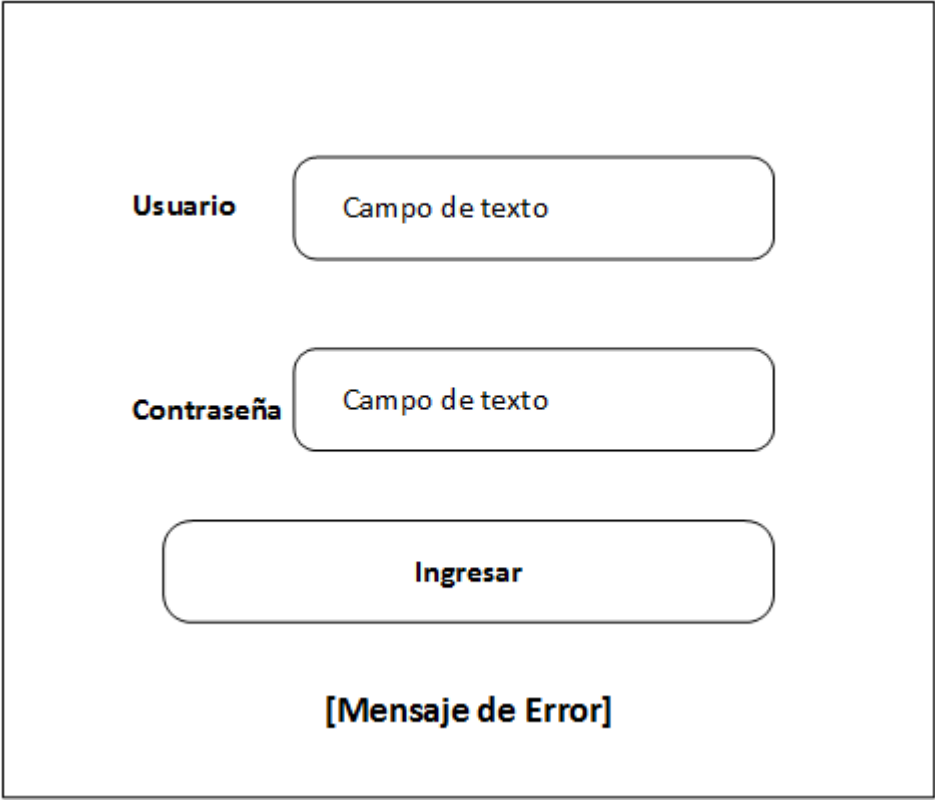 Usuario
Campo de texto
Contraseña
Campo de texto
Ingresar
[Mensaje de Error]